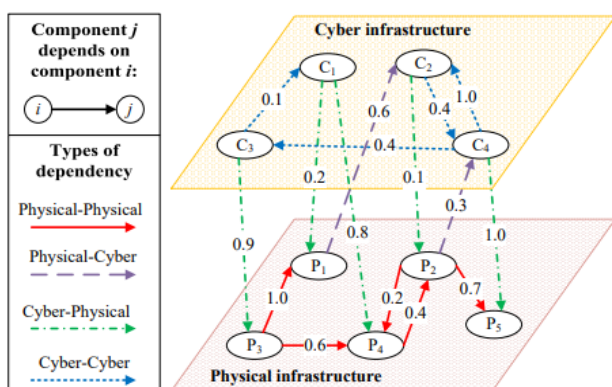 Component j
depends on
component i:
i
j
Types of
dependency
Physical-Physical
Physical-Cyber
Cyber-Physical
Cyber-Cyber
Cyber infrastructure
C₁
C₂
0.1
0.6
0.4
1.0
C₃
0.4
C₄
0.2
0.1
0.3
0.9
0.8
1.0
P₁
P₂
1.0
0.2
0.7
0.4
P₅
P₃
0.6
P₄
Physical infrastructure